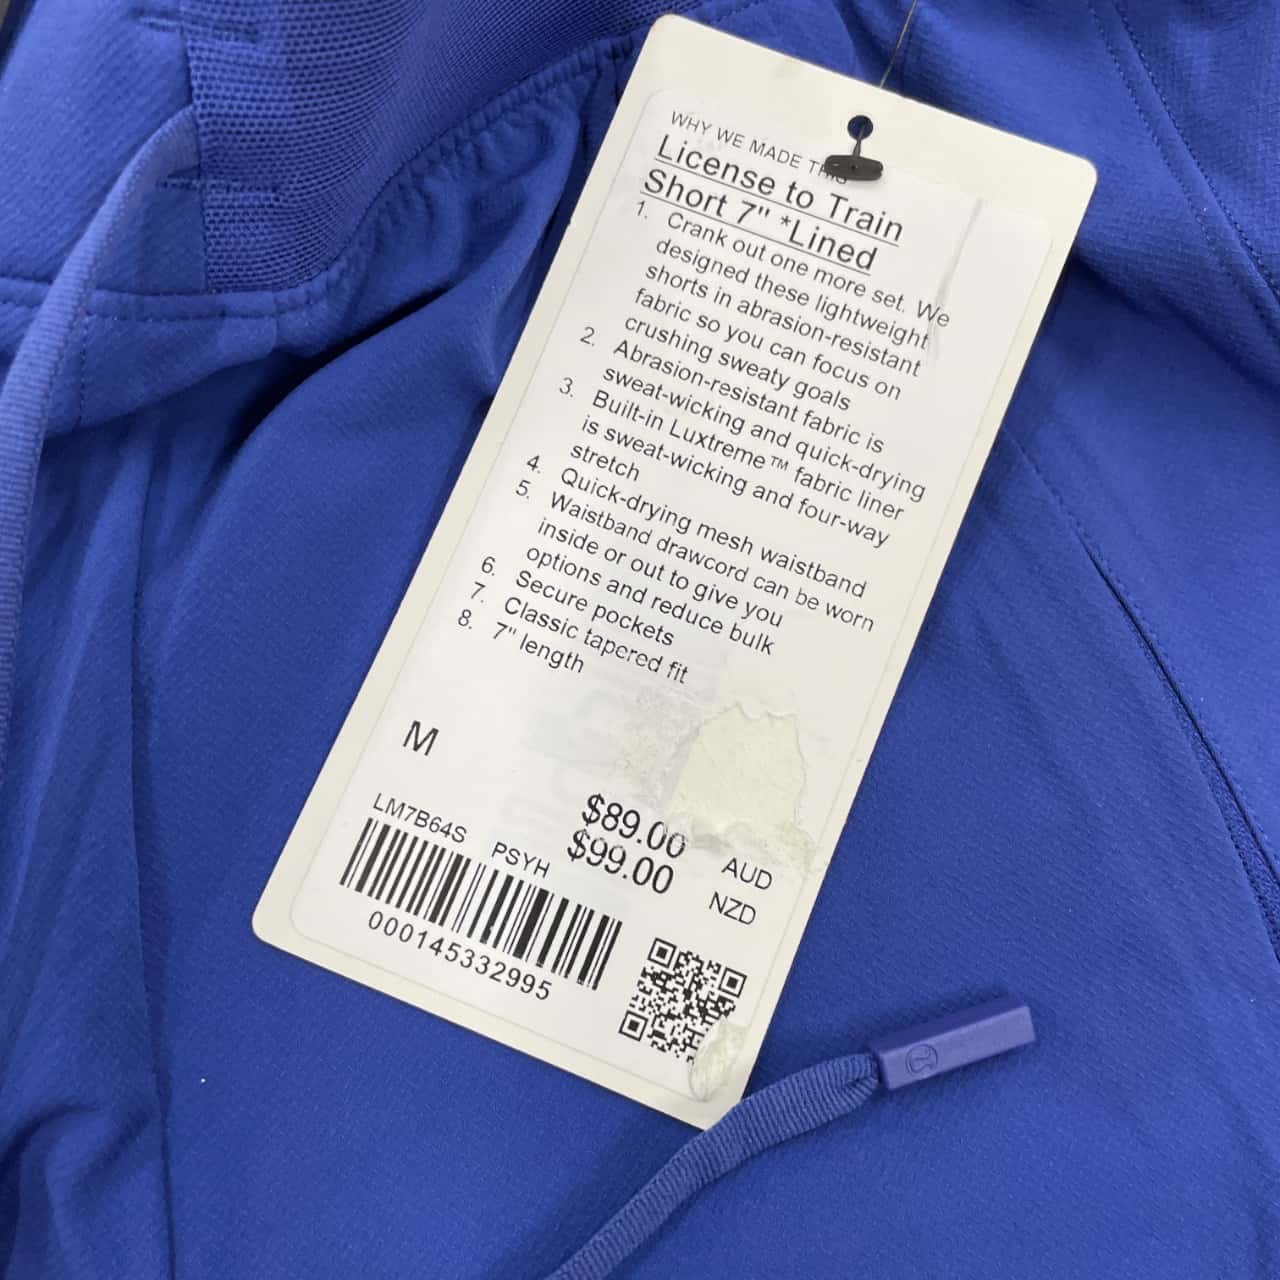 WHY WE MADE THIS
License to Train
Short 7" *Lined
1. Crank out one more set. We
designed these lightweight
shorts in abrasion-resistant
fabric so you can focus on
crushing sweaty goals
2. Abrasion-resistant fabric is
sweat-wicking and quick-drying
3. Built-in Luxtreme™ fabric liner
is sweat-wicking and four-way
stretch
4. Quick-drying mesh waistband
5. Waistband drawcord can be worn
inside or out to give you
options and reduce bulk
6. Secure pockets
7. Classic tapered fit
8. 7" length
M
$89.00 AUD
$99.00 NZD
LM7B64S PSYH
000145332995